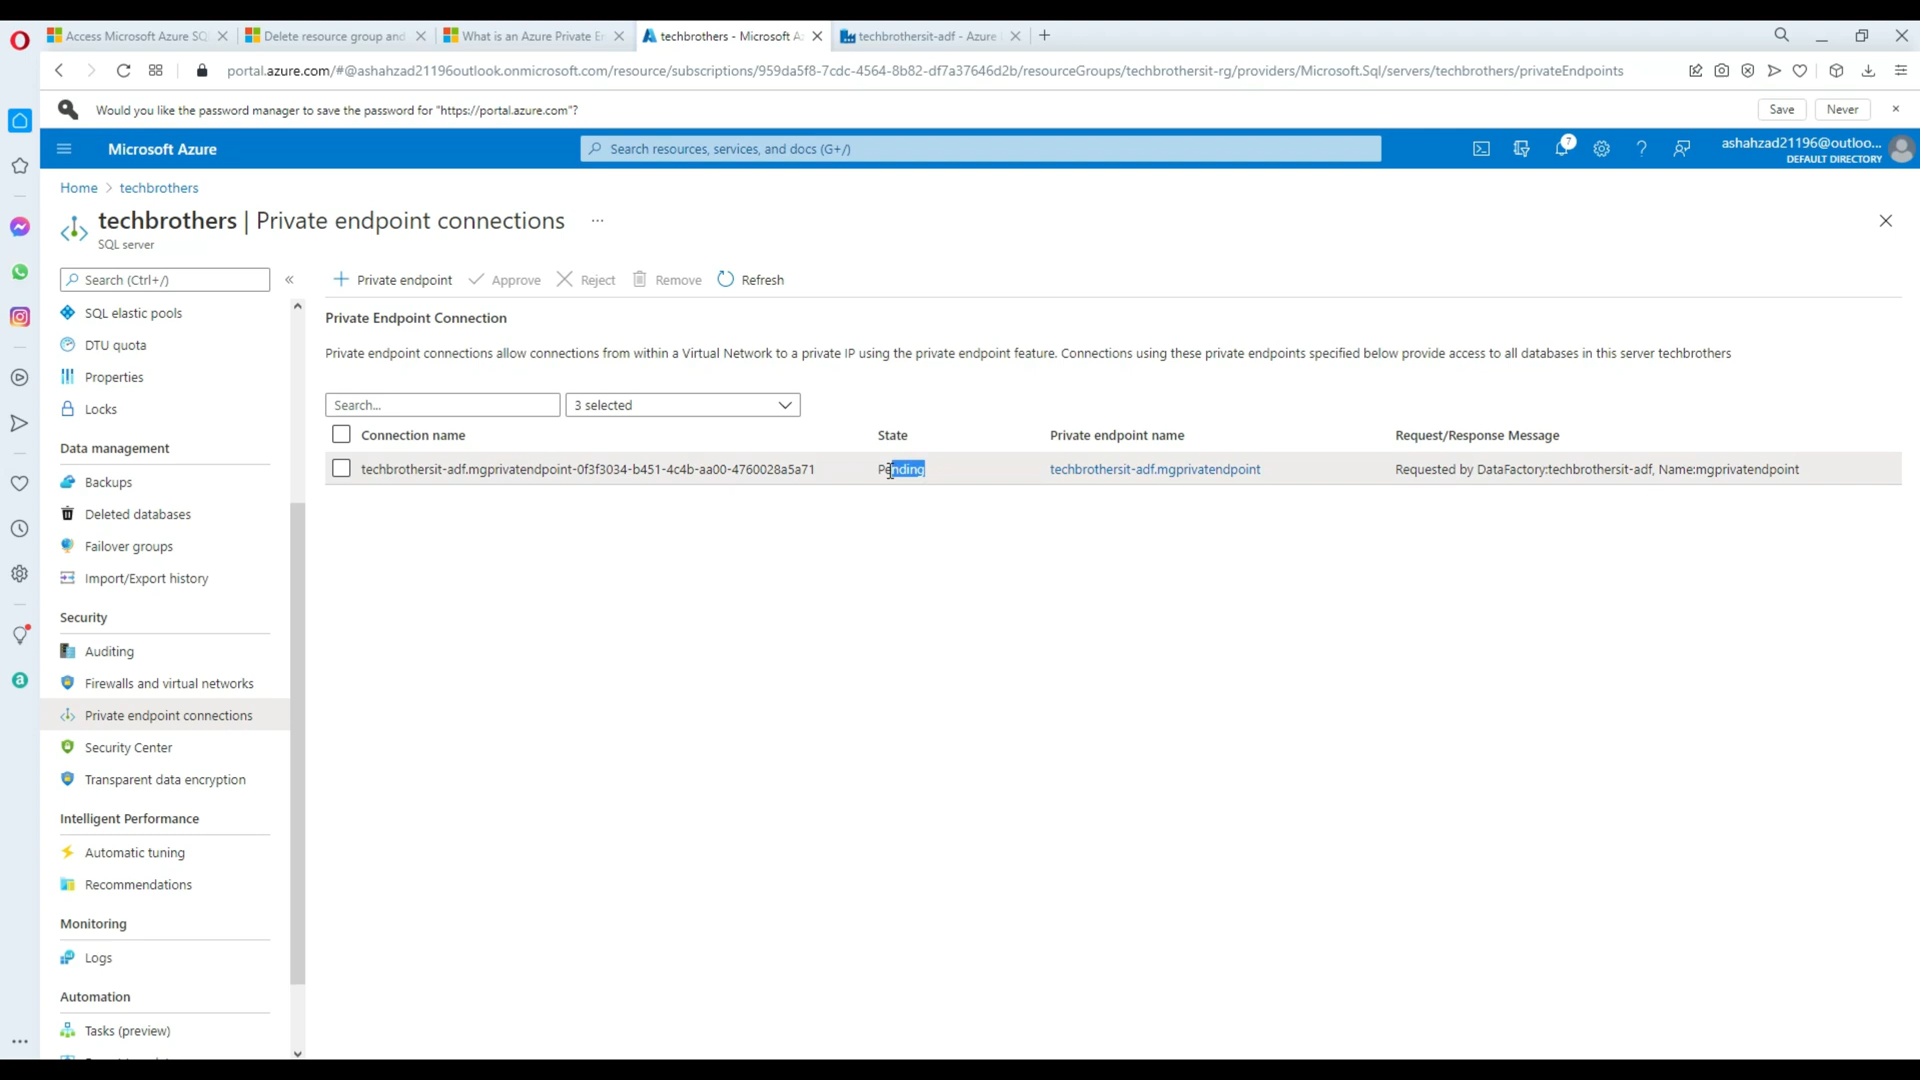 Access Microsoft Azure SQ
Delete resource group and
What is an Azure Private E
techbrothers - Microsoft A
techbrothersit-adf - Azure
portal.azure.com/#@ashahzad21196outlook.onmicrosoft.com/resource/subscriptions/959da5f8-7cdc-4564-8b82-df7a37646d2b/resourceGroups/techbrothersit-rg/providers/Microsoft.Sql/servers/techbrothers/privateEndpoints
Would you like the password manager to save the password for "https://portal.azure.com"?
Save
Never
Microsoft Azure
Search resources, services, and docs (G+/)
7
ashahzad21196@outloo...
DEFAULT DIRECTORY
Home > techbrothers
techbrothers | Private endpoint connections
SQL server
Search (Ctrl+/)
Private endpoint
Approve
Reject
Remove
Refresh
SQL elastic pools
DTU quota
Properties
Locks
Data management
Backups
Deleted databases
Failover groups
Import/Export history
Security
Auditing
Firewalls and virtual networks
Private endpoint connections
Security Center
Transparent data encryption
Intelligent Performance
Automatic tuning
Recommendations
Monitoring
Logs
Automation
Tasks (preview)
Private Endpoint Connection
Private endpoint connections allow connections from within a Virtual Network to a private IP using the private endpoint feature. Connections using these private endpoints specified below provide access to all databases in this server techbrothers
Search...
3 selected
Connection name
State
Private endpoint name
Request/Response Message
techbrothersit-adf.mgprivatendpoint-0f3f3034-b451-4c4b-aa00-4760028a5a71
Pending
techbrothersit-adf.mgprivatendpoint
Requested by DataFactory:techbrothersit-adf, Name:mgprivatendpoint